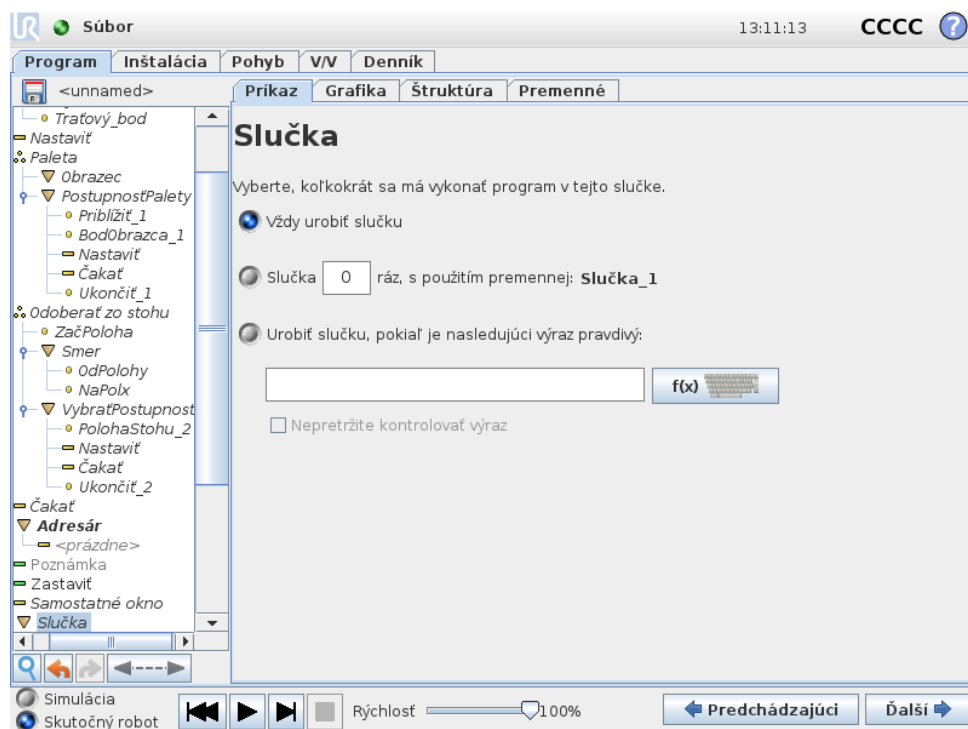 UR Súbor 13:11:13 CCCC ?
Program Inštalácia Pohyb V/V Denník
<unnamed> Príkaz Grafika Štruktúra Premenné
Traťový_bod
Nastaviť
Paleta
Obrazec
PostupnosťPalety
Priblížiť_1
BodObrazca_1
Nastaviť
Čakať
Ukončiť_1
Odoberať zo stohu
ZačPoloha
Smer
OdPolohy
NaPolx
VybraťPostupnost
PolohaStohu_2
Nastaviť
Čakať
Ukončiť_2
Čakať
Adresár
<prázdne>
Poznámka
Zastaviť
Samostatné okno
Slučka
Slučka
Vyberte, koľkokrát sa má vykonať program v tejto slučke.
Vždy urobiť slučku
Slučka 0 ráz, s použitím premennej: Slučka_1
Urobiť slučku, pokiaľ je nasledujúci výraz pravdivý:
f(x)
Nepretržite kontrolovať výraz
Simulácia
Skutočný robot
Rýchlosť 100%
Predchádzajúci Ďalší